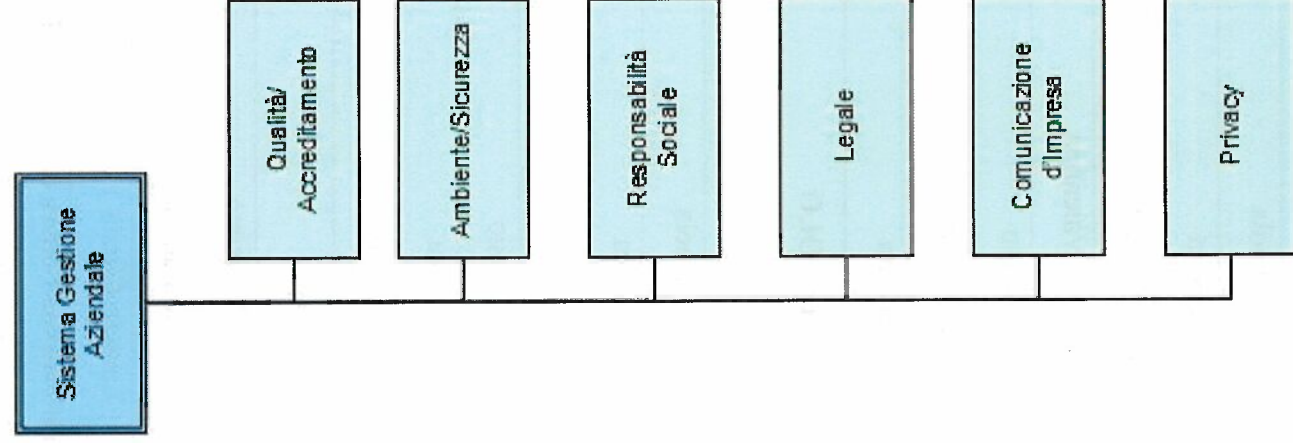 Sistema Gestione
Aziendale
Qualità/
Accreditamento
Ambiente/Sicurezza
Responsabilità
Sociale
Legale
Comunicazione
d'Impresa
Privacy